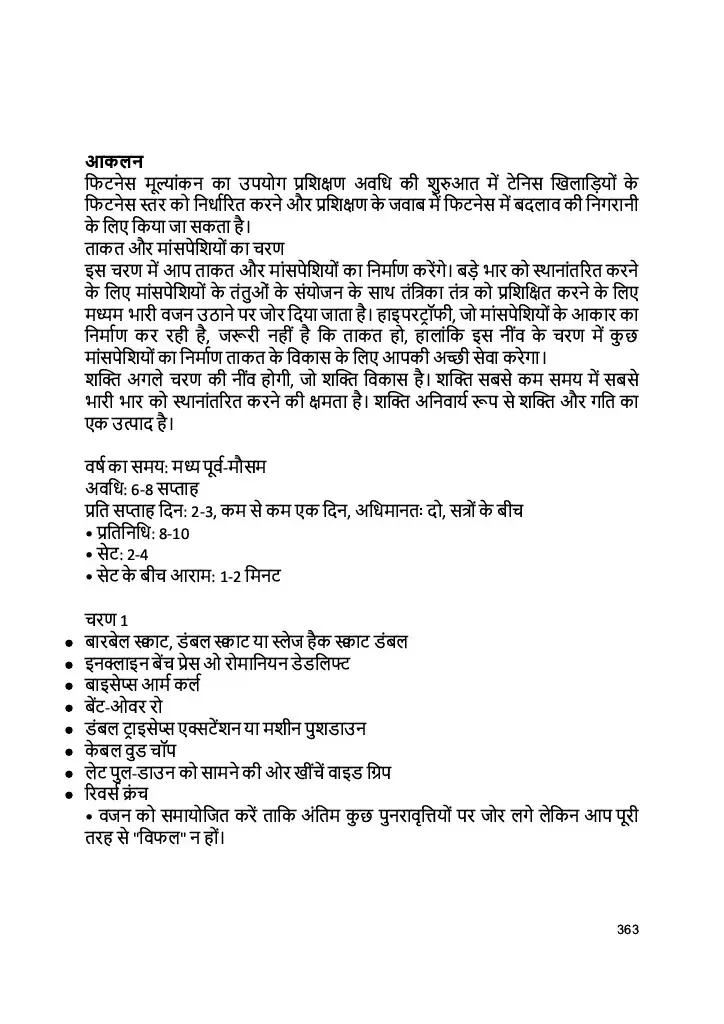 आकलन
फिटनेस मूल्यांकन का उपयोग प्रशिक्षण अवधि की शुरुआत में टेनिस खिलाड़ियों के
फिटनेस स्तर को निर्धारित करने और प्रशिक्षण के जवाब में फिटनेस में बदलाव की निगरानी
के लिए किया जा सकता है।
ताकत और मांसपेशियों का चरण
इस चरण में आप ताकत और मांसपेशियों का निर्माण करेंगे। बड़े भार को स्थानांतरित करने
के लिए मांसपेशियों के तंतुओं के संयोजन के साथ तंत्रिका तंत्र को प्रशिक्षित करने के लिए
मध्यम भारी वजन उठाने पर जोर दिया जाता है। हाइपरट्रॉफी, जो मांसपेशियों के आकार का
निर्माण कर रही है, जरूरी नहीं है कि ताकत हो, हालांकि इस नींव के चरण में कुछ
मांसपेशियों का निर्माण ताकत के विकास के लिए आपकी अच्छी सेवा करेगा।
शक्ति अगले चरण की नींव होगी, जो शक्ति विकास है। शक्ति सबसे कम समय में सबसे
भारी भार को स्थानांतरित करने की क्षमता है। शक्ति अनिवार्य रूप से शक्ति और गति का
एक उत्पाद है।
वर्ष का समय: मध्य पूर्व-मौसम
अवधि: 6-8 सप्ताह
प्रति सप्ताह दिन: 2-3, कम से कम एक दिन, अधिमानतः दो, सत्रों के बीच
• प्रतिनिधि: 8-10
• सेट: 2-4
• सेट के बीच आराम: 1-2 मिनट
चरण 1
● बारबेल स्क्वाट, डंबल स्क्वाट या स्लेज हैक स्क्वाट डंबल
● इनक्लाइन बेंच प्रेस ओ रोमानियन डेडलिफ्ट
● बाइसेप्स आर्म कर्ल
● बेंट-ओवर रो
● डंबल ट्राइसेप्स एक्सटेंशन या मशीन पुशडाउन
● केबल वुड चॉप
● लेट पुल-डाउन को सामने की ओर खींचें वाइड ग्रिप
● रिवर्स क्रंच
• वजन को समायोजित करें ताकि अंतिम कुछ पुनरावृत्तियों पर जोर लगे लेकिन आप पूरी
तरह से "विफल" न हों।
363